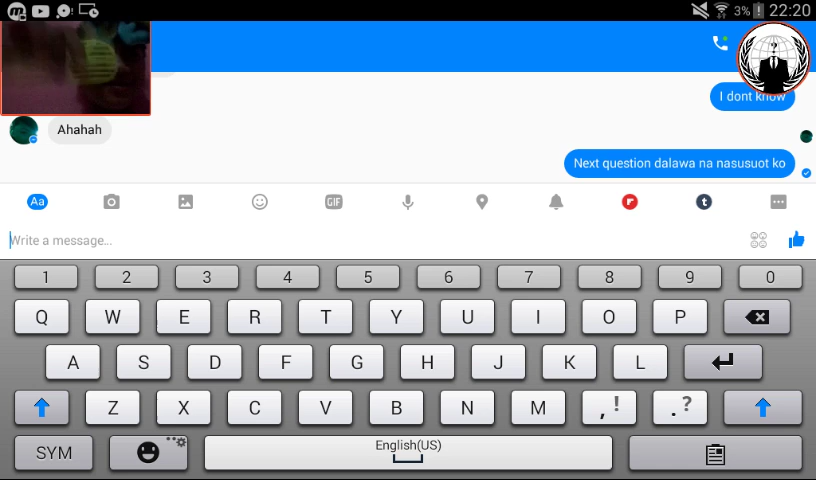 3% 22:20
I dont know
Ahahah
Next question dalawa na nasusuot ko
Aa
GIF
Write a message...
1 2 3 4 5 6 7 8 9 0
Q W E R T Y U I O P
A S D F G H J K L
Z X C V B N M , ! . ?
SYM English(US)